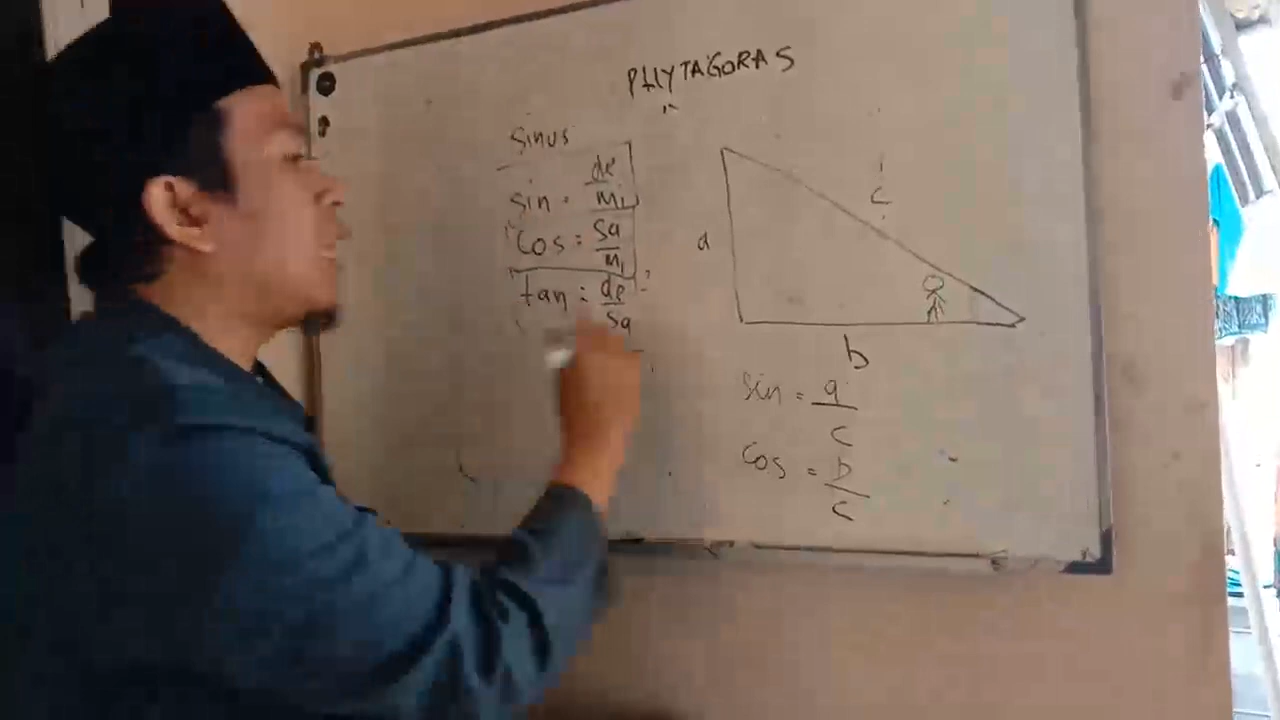 PHYTAGORAS
sinus
sin = de/mi
cos = sa/mi
tan = de/sa
a
c
b
sin = a/c
cos = b/c